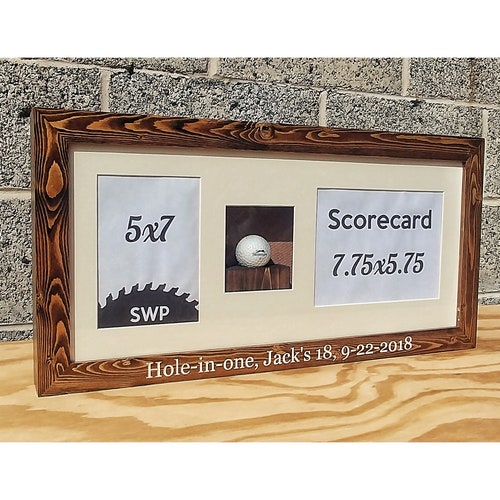 5x7
SWP
Scorecard
7.75x5.75
Hole-in-one, Jack's 18, 9-22-2018